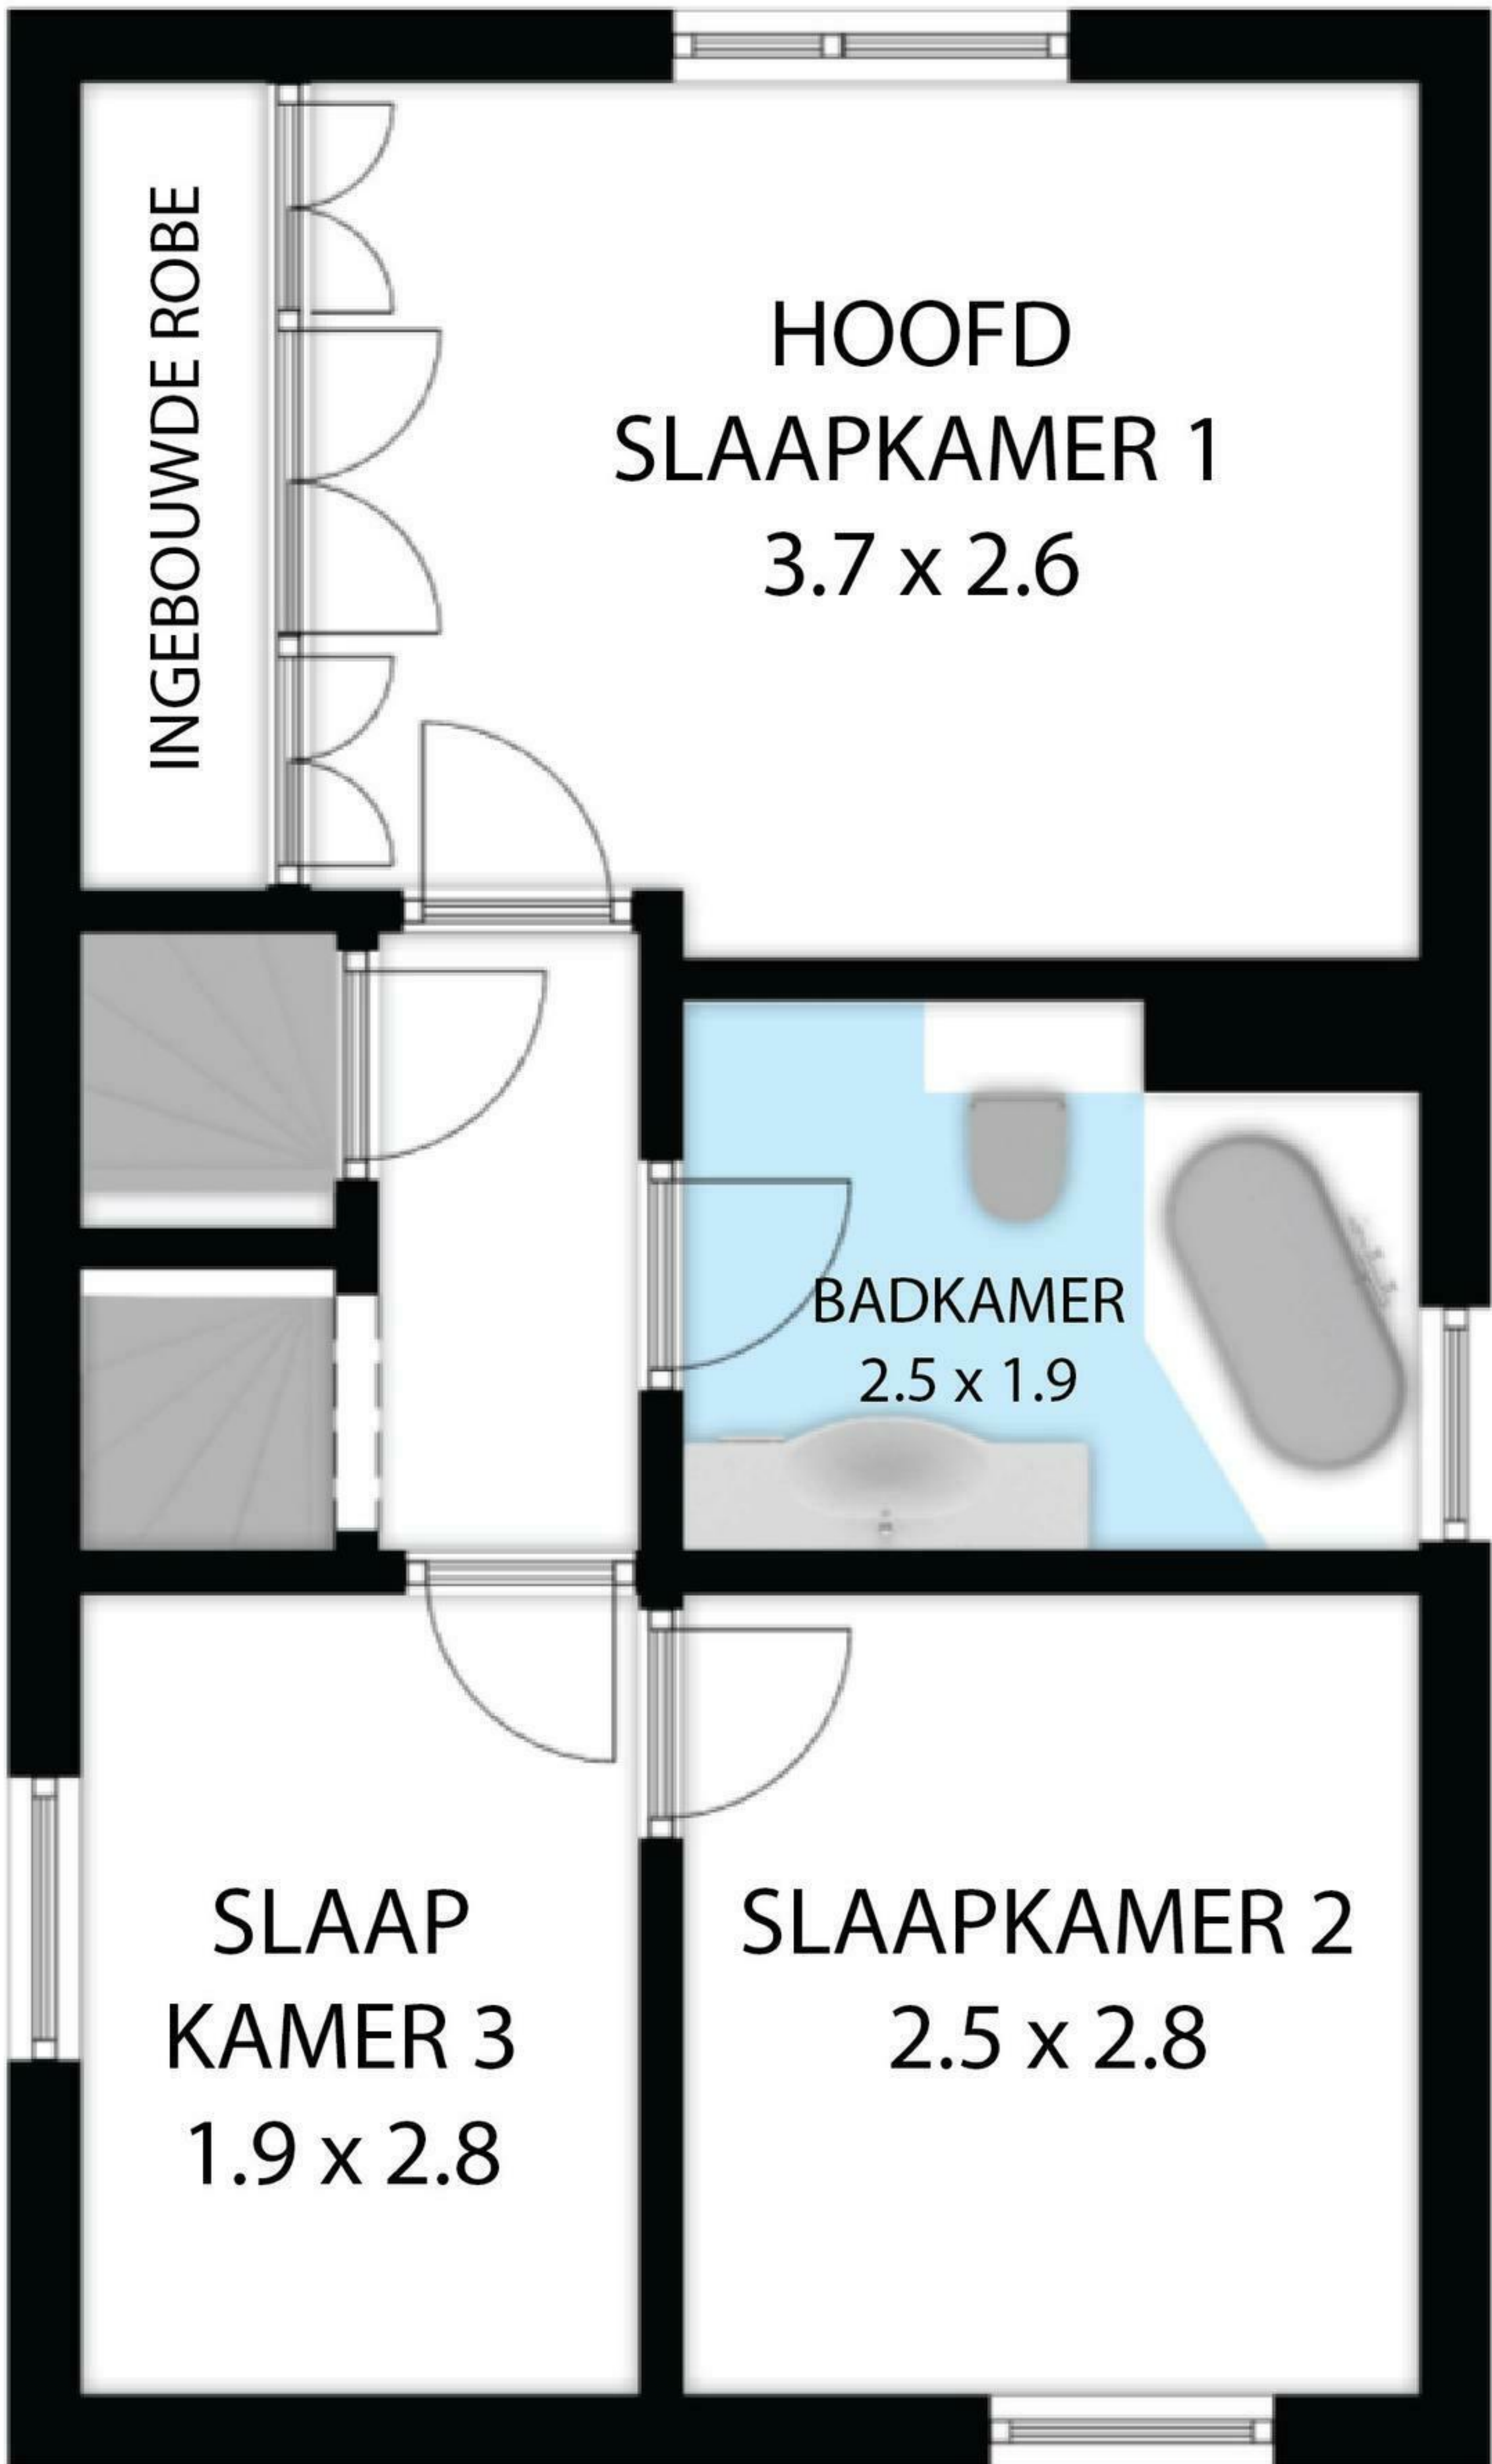 INGEBOUWDE ROBE
HOOFD
SLAAPKAMER 1
3.7 x 2.6
BADKAMER
2.5 x 1.9
SLAAP
KAMER 3
1.9 x 2.8
SLAAPKAMER 2
2.5 x 2.8